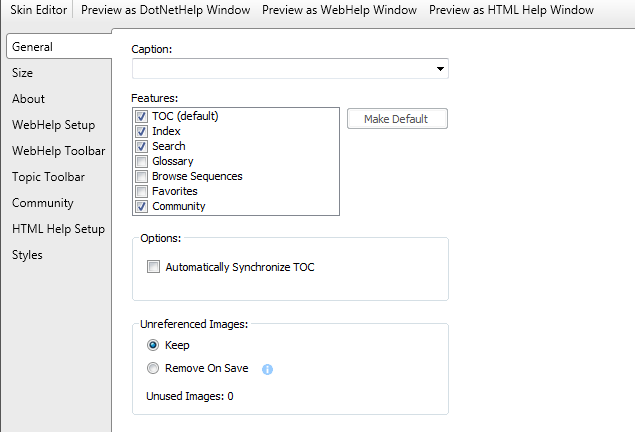 Skin Editor Preview as DotNetHelp Window Preview as WebHelp Window Preview as HTML Help Window
General
Size
About
WebHelp Setup
WebHelp Toolbar
Topic Toolbar
Community
HTML Help Setup
Styles
Caption:
Features:
TOC (default)
Index
Search
Glossary
Browse Sequences
Favorites
Community
Make Default
Options:
Automatically Synchronize TOC
Unreferenced Images:
Keep
Remove On Save
Unused Images: 0